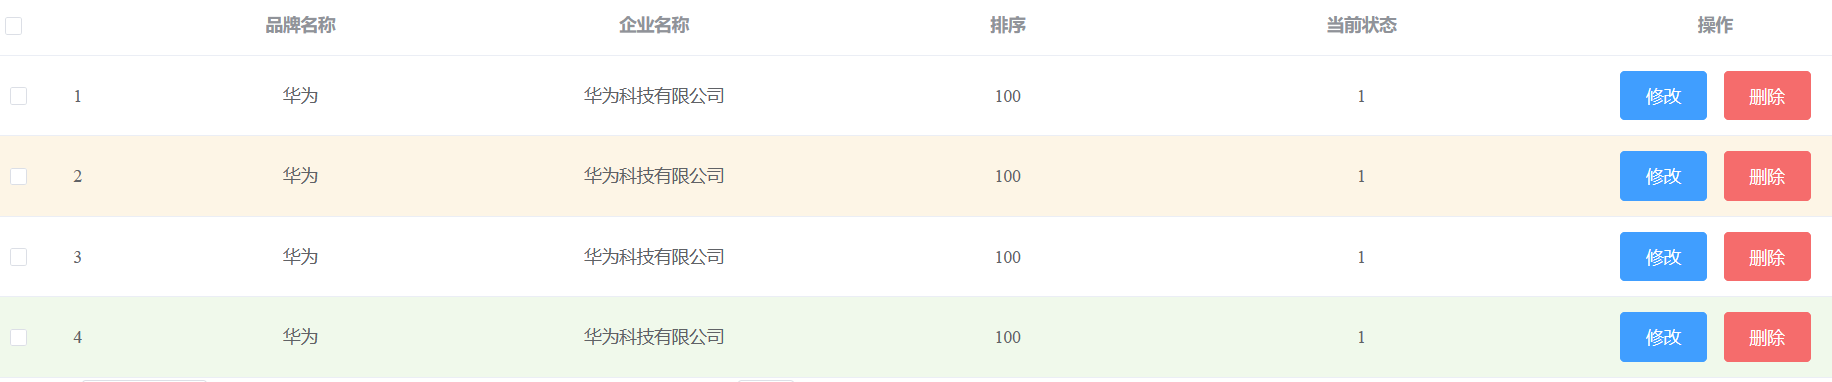 品牌名称 企业名称 排序 当前状态 操作
1 华为 华为科技有限公司 100 1 修改 删除
2 华为 华为科技有限公司 100 1 修改 删除
3 华为 华为科技有限公司 100 1 修改 删除
4 华为 华为科技有限公司 100 1 修改 删除